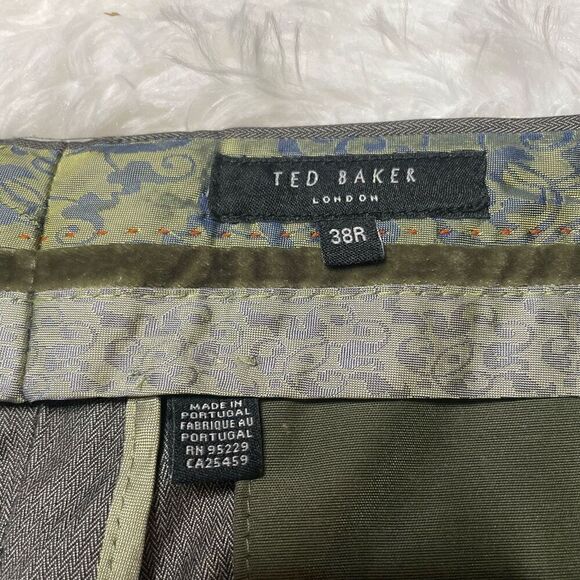 TED BAKER
LONDON
38R
MADE IN
PORTUGAL
FABRIQUE AU
PORTUGAL
RN 95229
CA25459